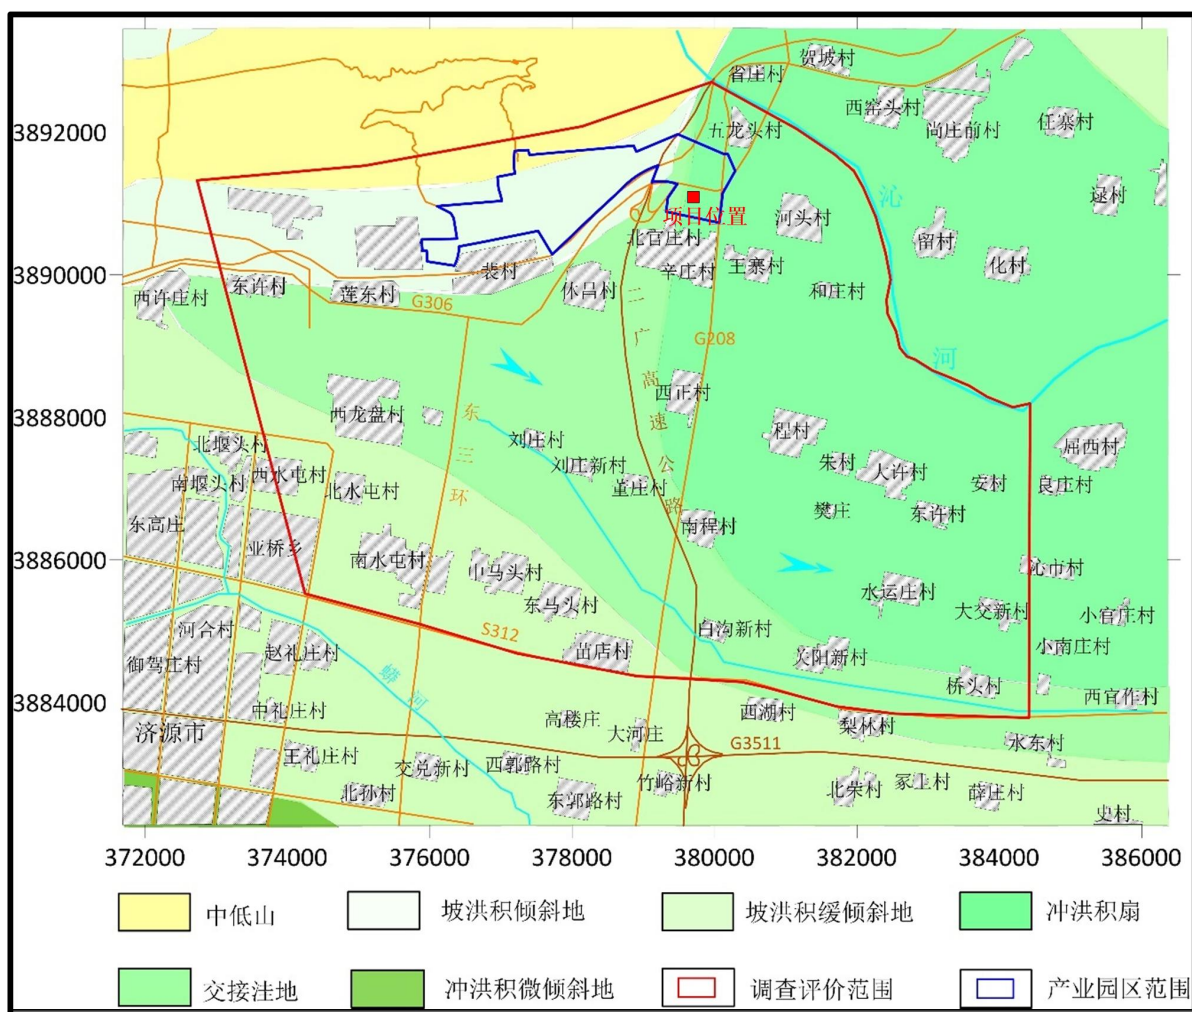 贺坡村
省庄村
西窑头村
五龙头村
尚庄前村
任寨村
3892000
沁
逯村
项目位置
河头村
北官庄村
留村
裴村
辛庄村
王寨村
化村
3890000
西许庄村
东许村
莲东村
休昌村
和庄村
G306
二
广
高
速
公
路
G208
河
西正村
3888000
西龙盘村
东
三
环
刘庄村
程村
屈西村
北堰头村
刘庄新村
朱村
大许村
南堰头村
西水屯村
北水屯村
董庄村
安村
良庄村
樊庄
东许村
东高庄
亚桥乡
南程村
3886000
南水屯村
中马头村
沁市村
东马头村
水运庄村
大交新村
小官庄村
河合村
S312
白沟新村
御驾庄村
赵礼庄村
苗店村
关阳新村
小南庄村
蟒
河
桥头村
西官作村
3884000
中礼庄村
高楼庄
西湖村
济源市
大河庄
梨林村
G3511
水东村
王礼庄村
交兑新村
西郭路村
竹峪新村
北孙村
东郭路村
北荣村
冢上村
薛庄村
史村
372000
374000
376000
378000
380000
382000
384000
386000
中低山
坡洪积倾斜地
坡洪积缓倾斜地
冲洪积扇
交接洼地
冲洪积微倾斜地
调查评价范围
产业园区范围